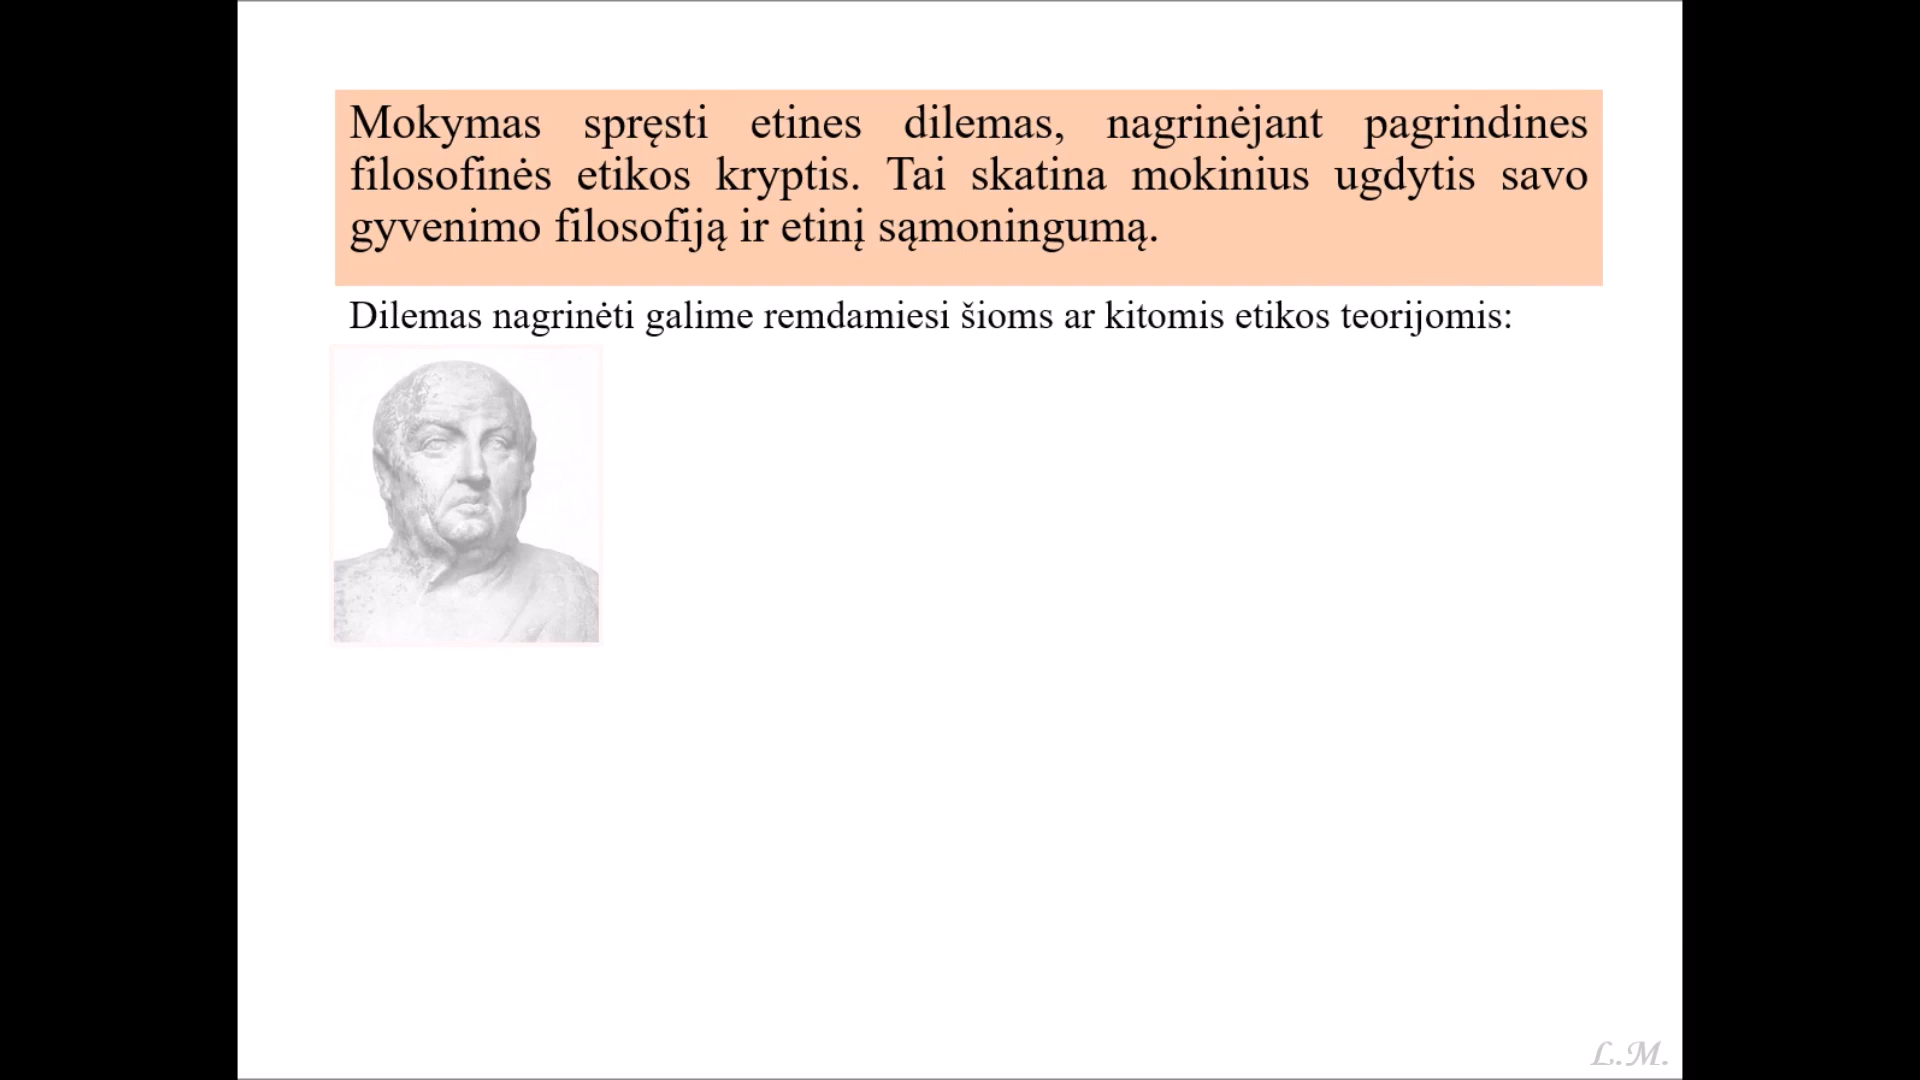 Mokymas spręsti etines dilemas, nagrinėjant pagrindines
filosofinės etikos kryptis. Tai skatina mokinius ugdytis savo
gyvenimo filosofiją ir etinį sąmoningumą.
Dilemas nagrinėti galime remdamiesi šioms ar kitomis etikos teorijomis:
L.M.